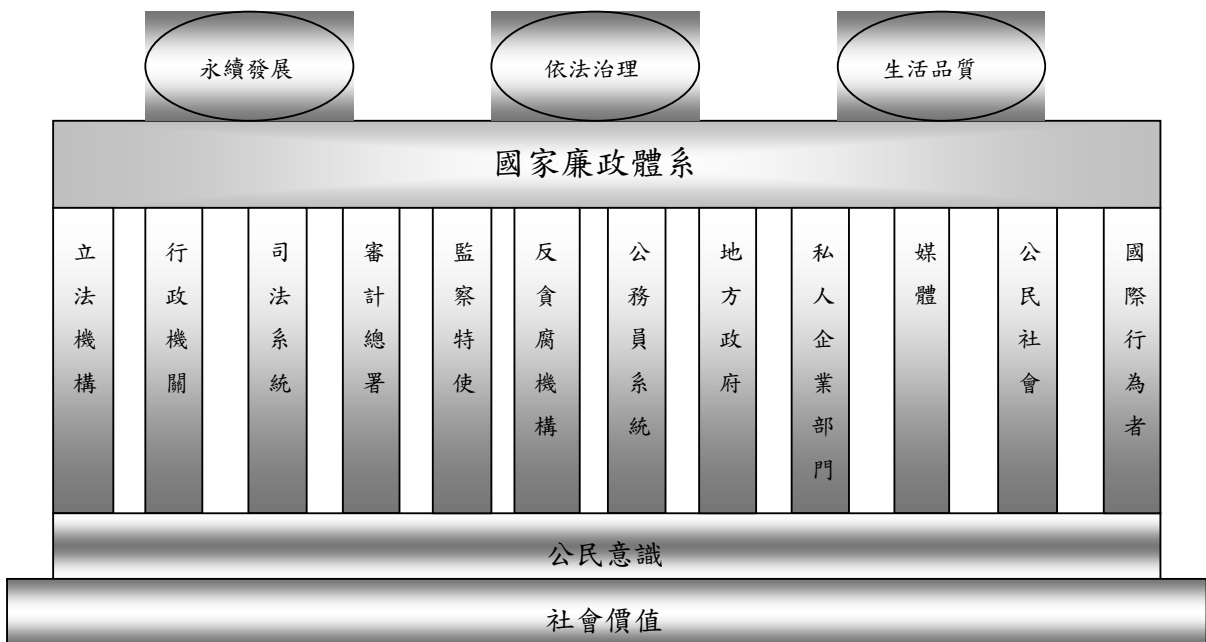 永續發展
依法治理
生活品質
國家廉政體系
立法機構
行政機關
司法系統
審計總署
監察特使
反貪腐機構
公務員系統
地方政府
私人企業部門
媒體
公民社會
國際行為者
公民意識
社會價值